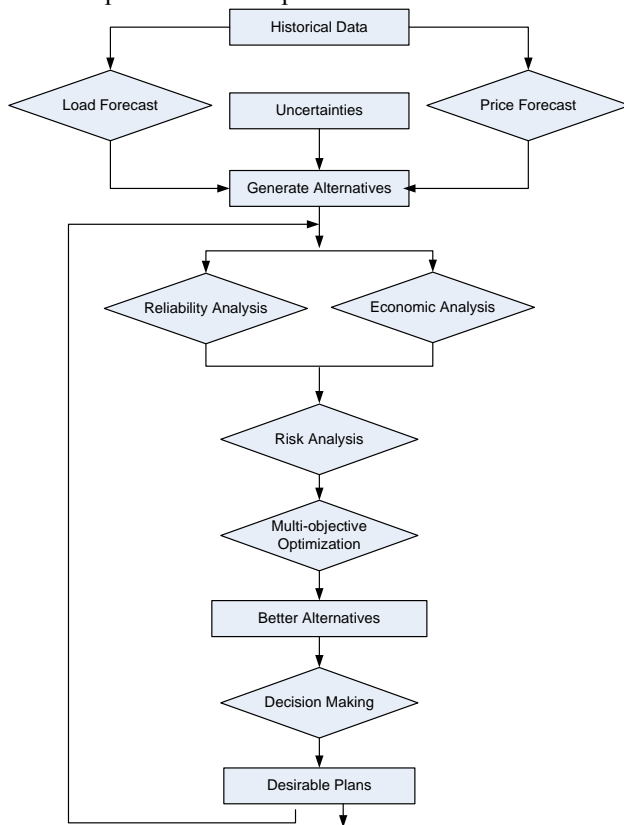 Historical Data
Load Forecast
Price Forecast
Uncertainties
Generate Alternatives
Reliability Analysis
Economic Analysis
Risk Analysis
Multi-objective
Optimization
Better Alternatives
Decision Making
Desirable Plans